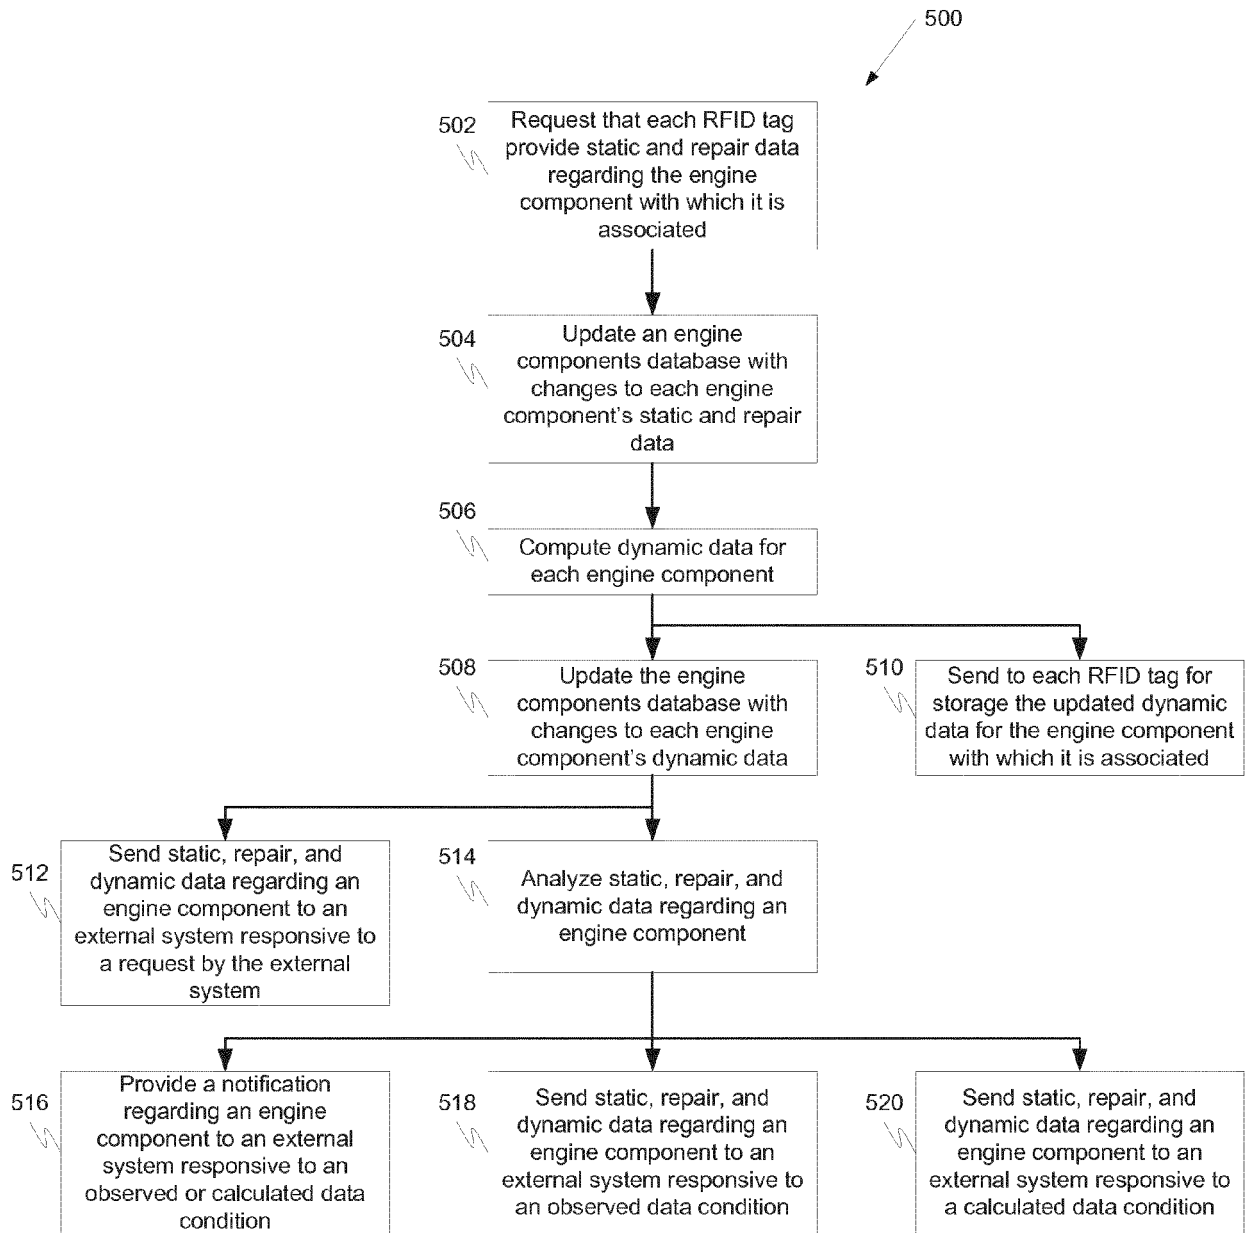 500
502
Request that each RFID tag
provide static and repair data
regarding the engine
component with which it is
associated
504
Update an engine
components database with
changes to each engine
component's static and repair
data
506
Compute dynamic data for
each engine component
508
Update the engine
components database with
changes to each engine
component's dynamic data
510
Send to each RFID tag for
storage the updated dynamic
data for the engine component
with which it is associated
512
Send static, repair, and
dynamic data regarding an
engine component to an
external system responsive to
a request by the external
system
514
Analyze static, repair, and
dynamic data regarding an
engine component
516
Provide a notification
regarding an engine
component to an external
system responsive to an
observed or calculated data
condition
518
Send static, repair, and
dynamic data regarding an
engine component to an
external system responsive to
an observed data condition
520
Send static, repair, and
dynamic data regarding an
engine component to an
external system responsive to
a calculated data condition